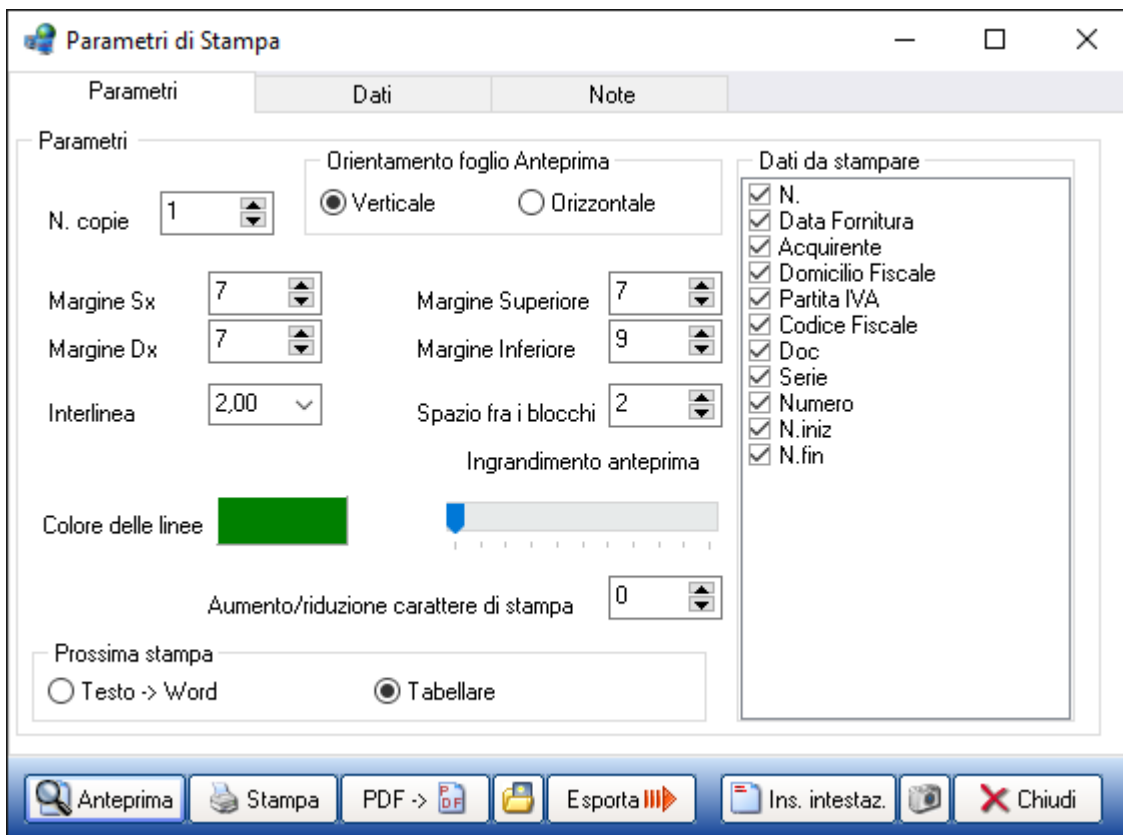 Parametri di Stampa
Parametri
Dati
Note
Parametri
Orientamento foglio Anteprima
Verticale
Orizzontale
N. copie
1
Margine Sx
7
Margine Superiore
7
Margine Dx
7
Margine Inferiore
9
Interlinea
2,00
Spazio fra i blocchi
2
Ingrandimento anteprima
Colore delle linee
Aumento/riduzione carattere di stampa
0
Prossima stampa
Testo -> Word
Tabellare
Dati da stampare
N.
Data Fornitura
Acquirente
Domicilio Fiscale
Partita IVA
Codice Fiscale
Doc
Serie
Numero
N.iniz
N.fin
Anteprima
Stampa
PDF ->
PDF
Esporta
Ins. intestaz.
Chiudi